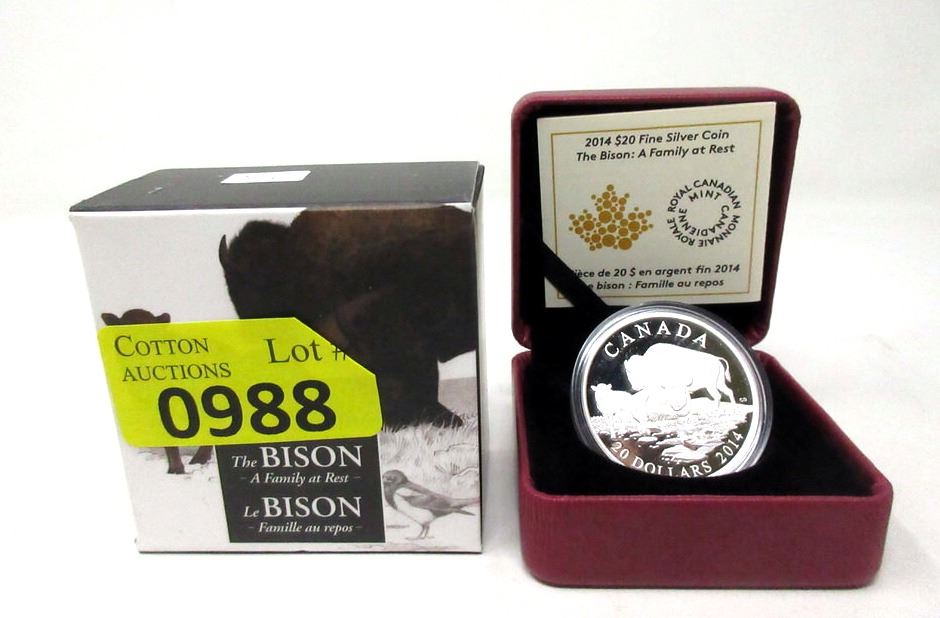 COTTON
AUCTIONS
Lot #
0988
The BISON
- A Family at Rest -
Le BISON
- Famille au repos -
2014 $20 Fine Silver Coin
The Bison: A Family at Rest
ROYAL CANADIAN MINT
MONNAIE ROYALE CANADIENNE
ièce de 20 $ en argent fin 2014
bison : Famille au repos
CANADA
20 DOLLARS 2014